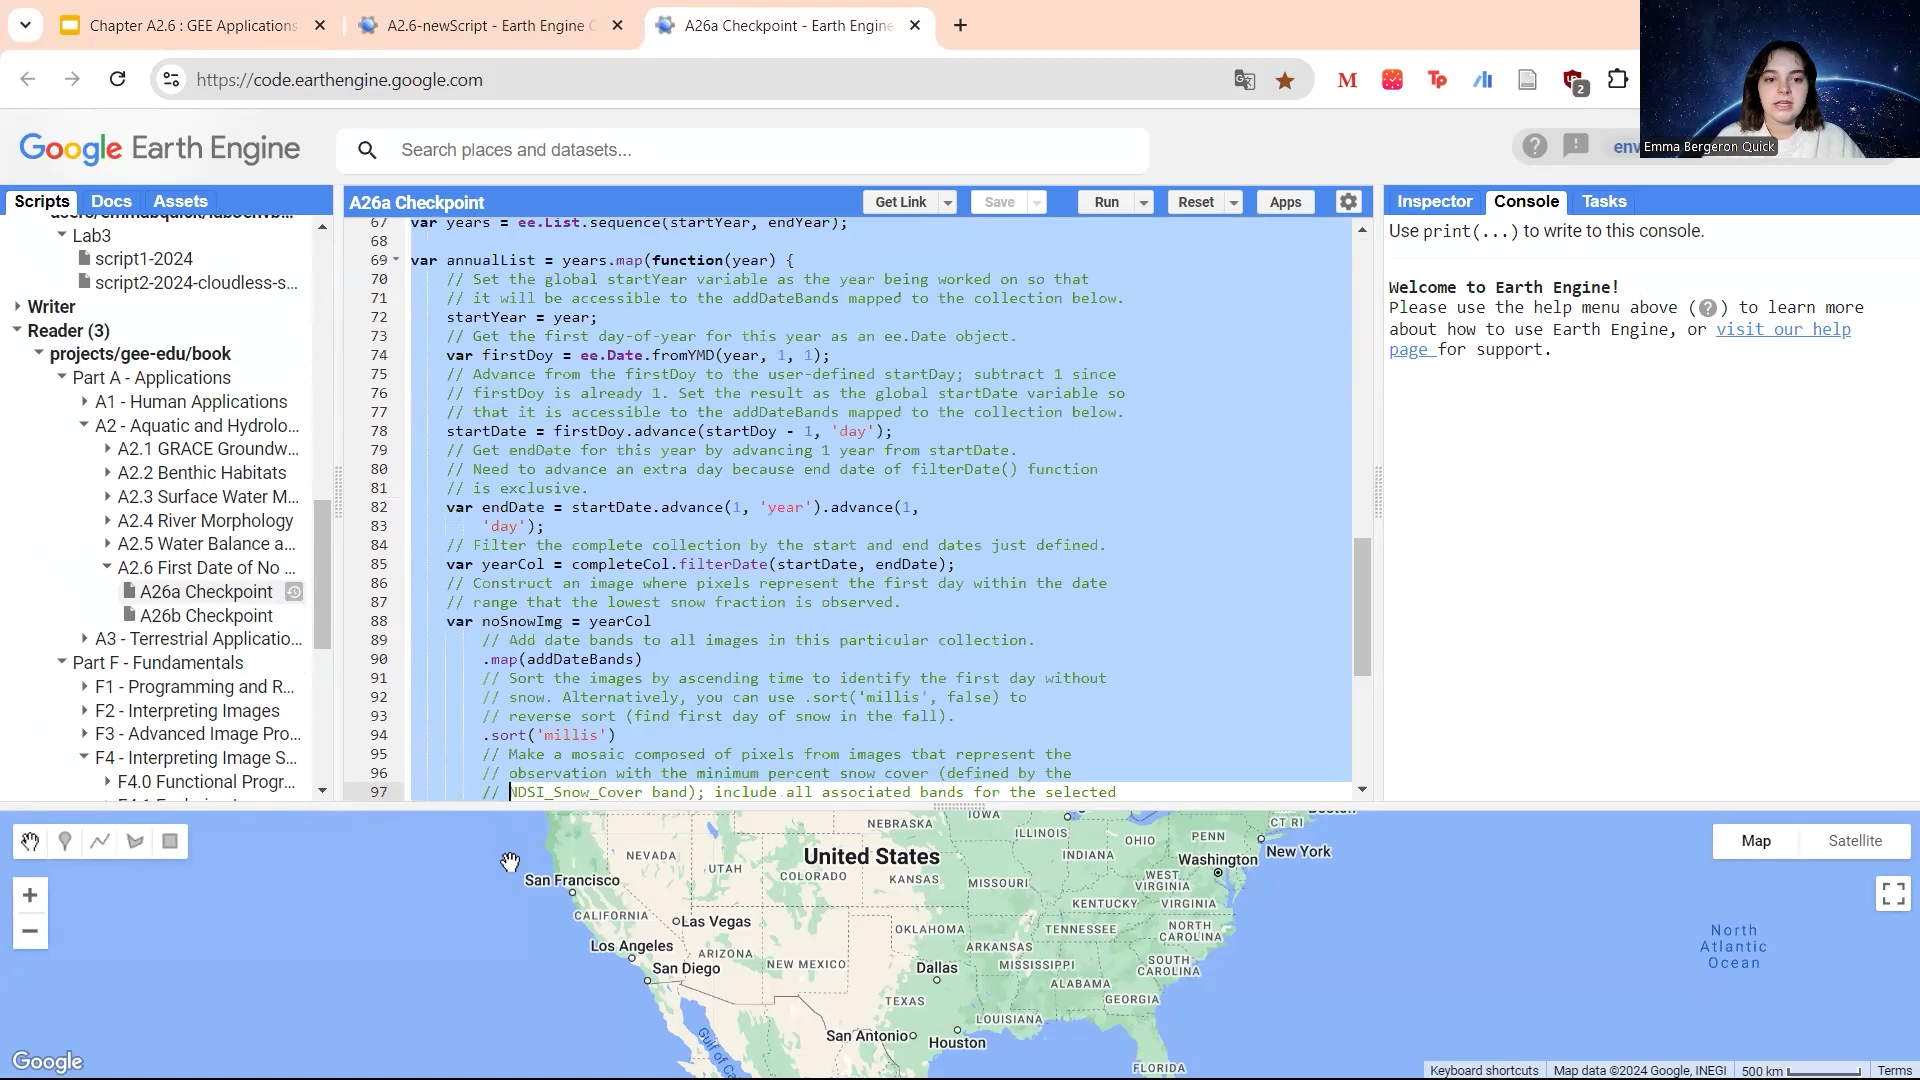 Chapter A2.6 : GEE Applications
A2.6-newScript - Earth Engine C
A26a Checkpoint - Earth Engine
https://code.earthengine.google.com
M
Tp
2
Emma Bergeron Quick
Google Earth Engine
Search places and datasets...
env
Scripts
Docs
Assets
Lab3
script1-2024
script2-2024-cloudless-s...
Writer
Reader (3)
projects/gee-edu/book
Part A - Applications
A1 - Human Applications
A2 - Aquatic and Hydrolo...
A2.1 GRACE Groundw...
A2.2 Benthic Habitats
A2.3 Surface Water M...
A2.4 River Morphology
A2.5 Water Balance a...
A2.6 First Date of No ...
A26a Checkpoint
A26b Checkpoint
A3 - Terrestrial Applicatio...
Part F - Fundamentals
F1 - Programming and R...
F2 - Interpreting Images
F3 - Advanced Image Pro...
F4 - Interpreting Image S...
F4.0 Functional Progr...
A26a Checkpoint
Get Link
Save
Run
Reset
Apps
67 var years = ee.List.sequence(startYear, endYear);
68
69 var annualList = years.map(function(year) {
70 // Set the global startYear variable as the year being worked on so that
71 // it will be accessible to the addDateBands mapped to the collection below.
72 startYear = year;
73 // Get the first day-of-year for this year as an ee.Date object.
74 var firstDoy = ee.Date.fromYMD(year, 1, 1);
75 // Advance from the firstDoy to the user-defined startDay; subtract 1 since
76 // firstDoy is already 1. Set the result as the global startDate variable so
77 // that it is accessible to the addDateBands mapped to the collection below.
78 startDate = firstDoy.advance(startDoy - 1, 'day');
79 // Get endDate for this year by advancing 1 year from startDate.
80 // Need to advance an extra day because end date of filterDate() function
81 // is exclusive.
82 var endDate = startDate.advance(1, 'year').advance(1,
83 'day');
84 // Filter the complete collection by the start and end dates just defined.
85 var yearCol = completeCol.filterDate(startDate, endDate);
86 // Construct an image where pixels represent the first day within the date
87 // range that the lowest snow fraction is observed.
88 var noSnowImg = yearCol
89 // Add date bands to all images in this particular collection.
90 .map(addDateBands)
91 // Sort the images by ascending time to identify the first day without
92 // snow. Alternatively, you can use .sort('millis', false) to
93 // reverse sort (find first day of snow in the fall).
94 .sort('millis')
95 // Make a mosaic composed of pixels from images that represent the
96 // observation with the minimum percent snow cover (defined by the
97 // NDSI_Snow_Cover band); include all associated bands for the selected
Inspector
Console
Tasks
Use print(...) to write to this console.
Welcome to Earth Engine!
Please use the help menu above (?) to learn more
about how to use Earth Engine, or visit our help
page for support.
Map
Satellite
NEBRASKA
IOWA
ILLINOIS
INDIANA
OHIO
PENN
CT RI
New York
Washington
NEVADA
UTAH
United States
COLORADO
KANSAS
MISSOURI
WEST
VIRGINIA
San Francisco
KENTUCKY
VIRGINIA
CALIFORNIA
Las Vegas
OKLAHOMA
TENNESSEE
NORTH
CAROLINA
Los Angeles
ARIZONA
NEW MEXICO
ARKANSAS
San Diego
Dallas
MISSISSIPPI
SOUTH
CAROLINA
ALABAMA
TEXAS
GEORGIA
LOUISIANA
San Antonio
Houston
FLORIDA
North
Atlantic
Ocean
Google
Keyboard shortcuts
Map data ©2024 Google, INEGI
500 km
Terms